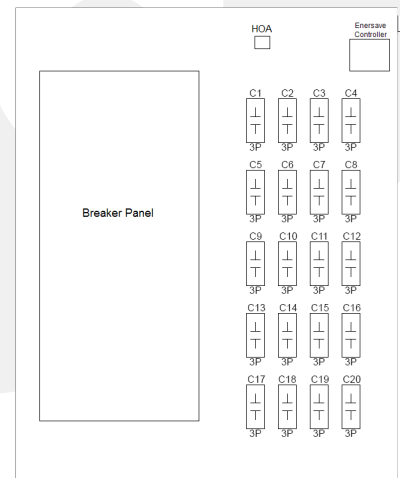 HOA
Enersave
Controller
C1 C2 C3 C4
3P 3P 3P 3P
C5 C6 C7 C8
3P 3P 3P 3P
Breaker Panel
C9 C10 C11 C12
3P 3P 3P 3P
C13 C14 C15 C16
3P 3P 3P 3P
C17 C18 C19 C20
3P 3P 3P 3P